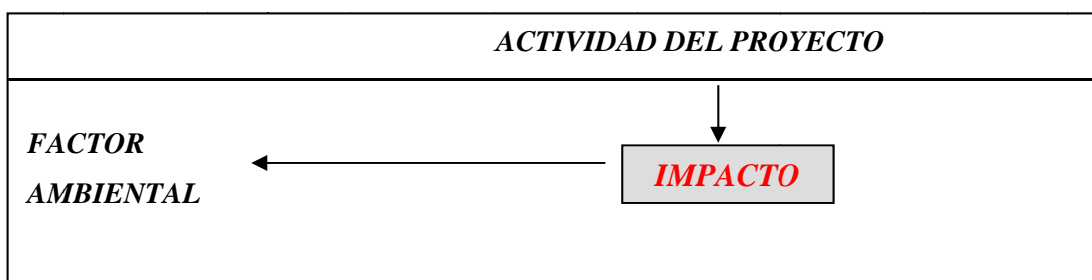 ACTIVIDAD DEL PROYECTO
FACTOR
AMBIENTAL
IMPACTO